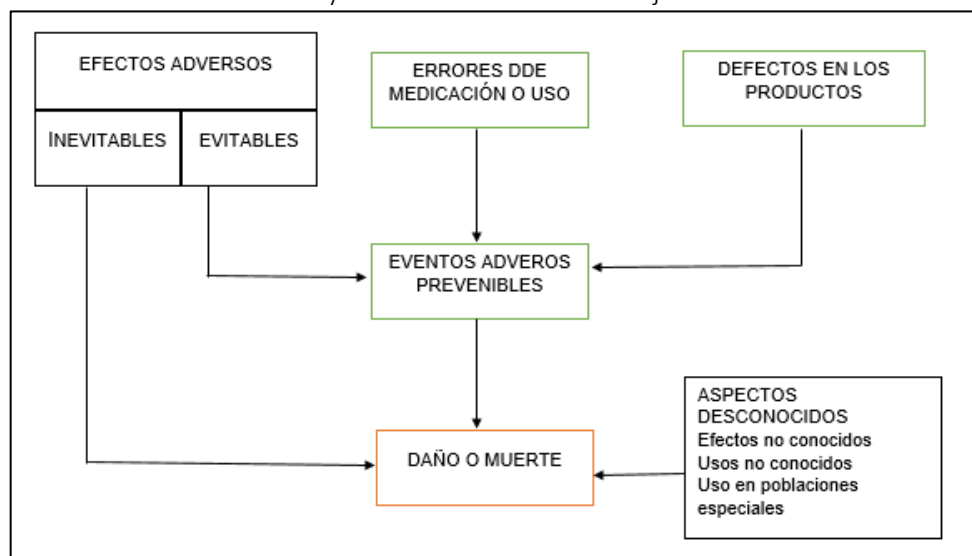 EFECTOS ADVERSOS
INEVITABLES
EVITABLES
ERRORES DDE
MEDICACIÓN O USO
DEFECTOS EN LOS
PRODUCTOS
EVENTOS ADVEROS
PREVENIBLES
DAÑO O MUERTE
ASPECTOS
DESCONOCIDOS
Efectos no conocidos
Usos no conocidos
Uso en poblaciones
especiales